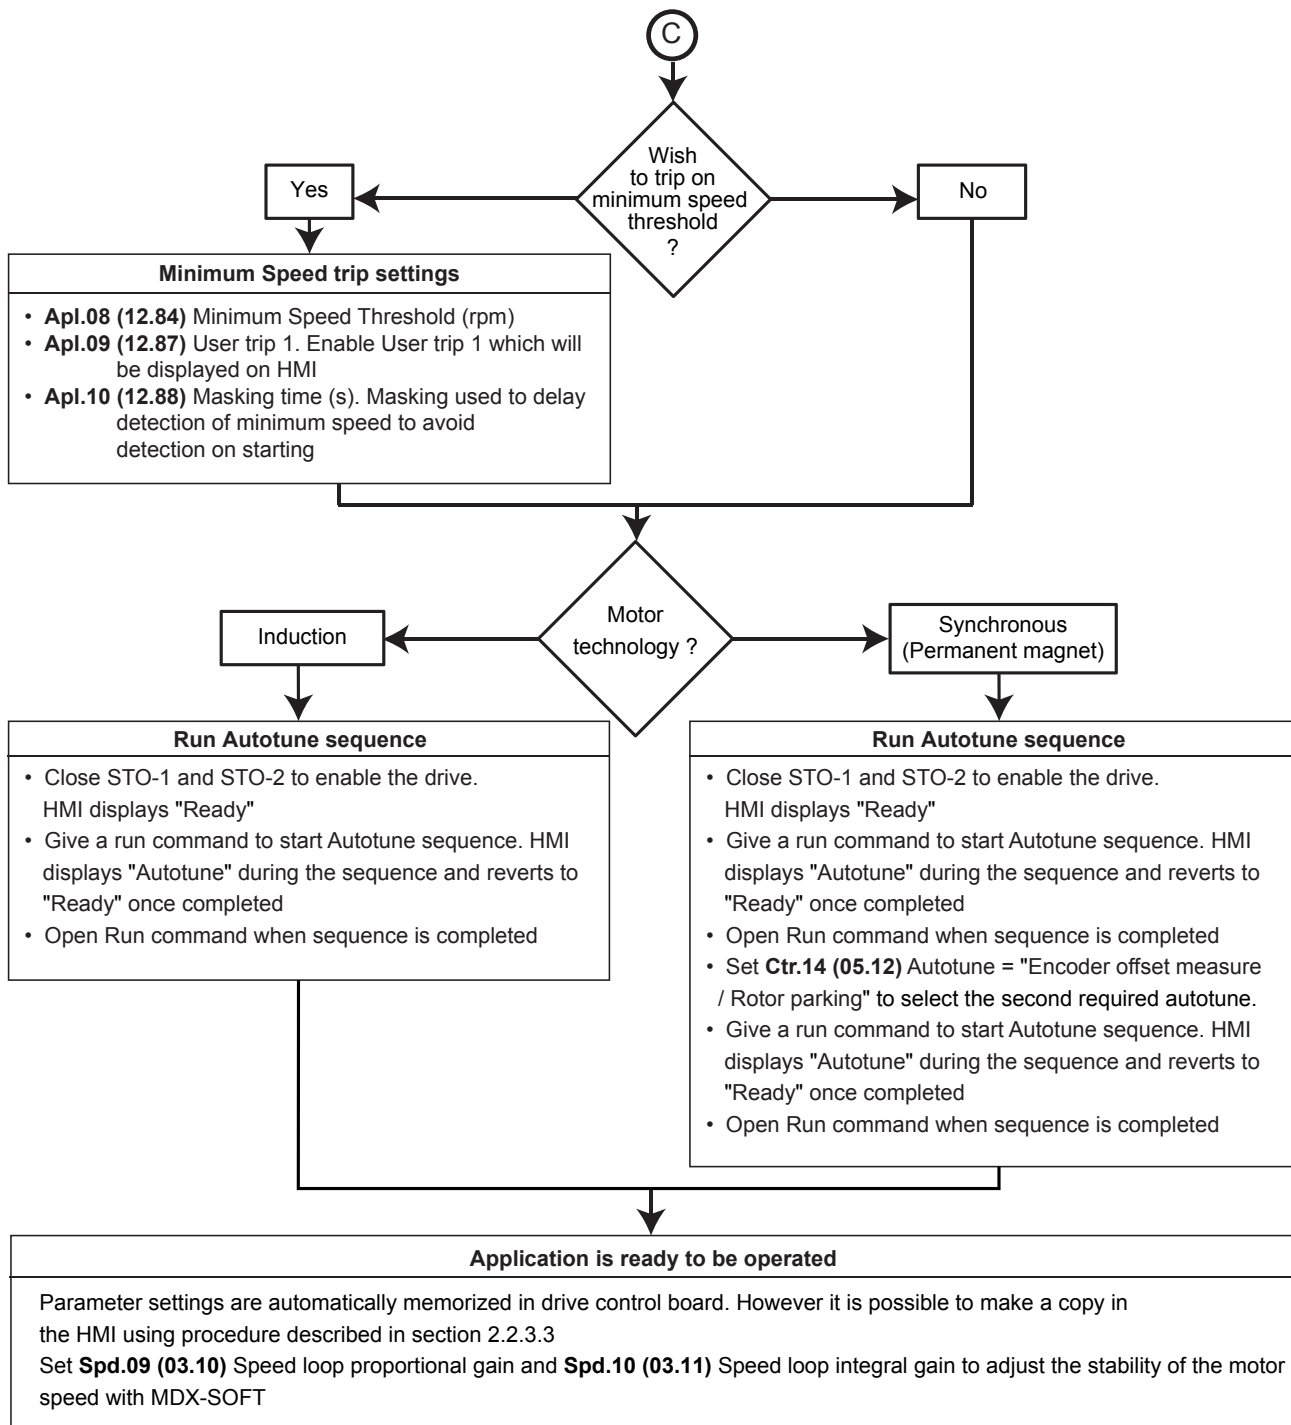 C
Wish
to trip on
minimum speed
threshold
?
Yes
No
Minimum Speed trip settings
• Apl.08 (12.84) Minimum Speed Threshold (rpm)
• Apl.09 (12.87) User trip 1. Enable User trip 1 which will
be displayed on HMI
• Apl.10 (12.88) Masking time (s). Masking used to delay
detection of minimum speed to avoid
detection on starting
Motor
technology ?
Induction
Synchronous
(Permanent magnet)
Run Autotune sequence
• Close STO-1 and STO-2 to enable the drive.
HMI displays "Ready"
• Give a run command to start Autotune sequence. HMI
displays "Autotune" during the sequence and reverts to
"Ready" once completed
• Open Run command when sequence is completed
Run Autotune sequence
• Close STO-1 and STO-2 to enable the drive.
HMI displays "Ready"
• Give a run command to start Autotune sequence. HMI
displays "Autotune" during the sequence and reverts to
"Ready" once completed
• Open Run command when sequence is completed
• Set Ctr.14 (05.12) Autotune = "Encoder offset measure
/ Rotor parking" to select the second required autotune.
• Give a run command to start Autotune sequence. HMI
displays "Autotune" during the sequence and reverts to
"Ready" once completed
• Open Run command when sequence is completed
Application is ready to be operated
Parameter settings are automatically memorized in drive control board. However it is possible to make a copy in
the HMI using procedure described in section 2.2.3.3
Set Spd.09 (03.10) Speed loop proportional gain and Spd.10 (03.11) Speed loop integral gain to adjust the stability of the motor
speed with MDX-SOFT